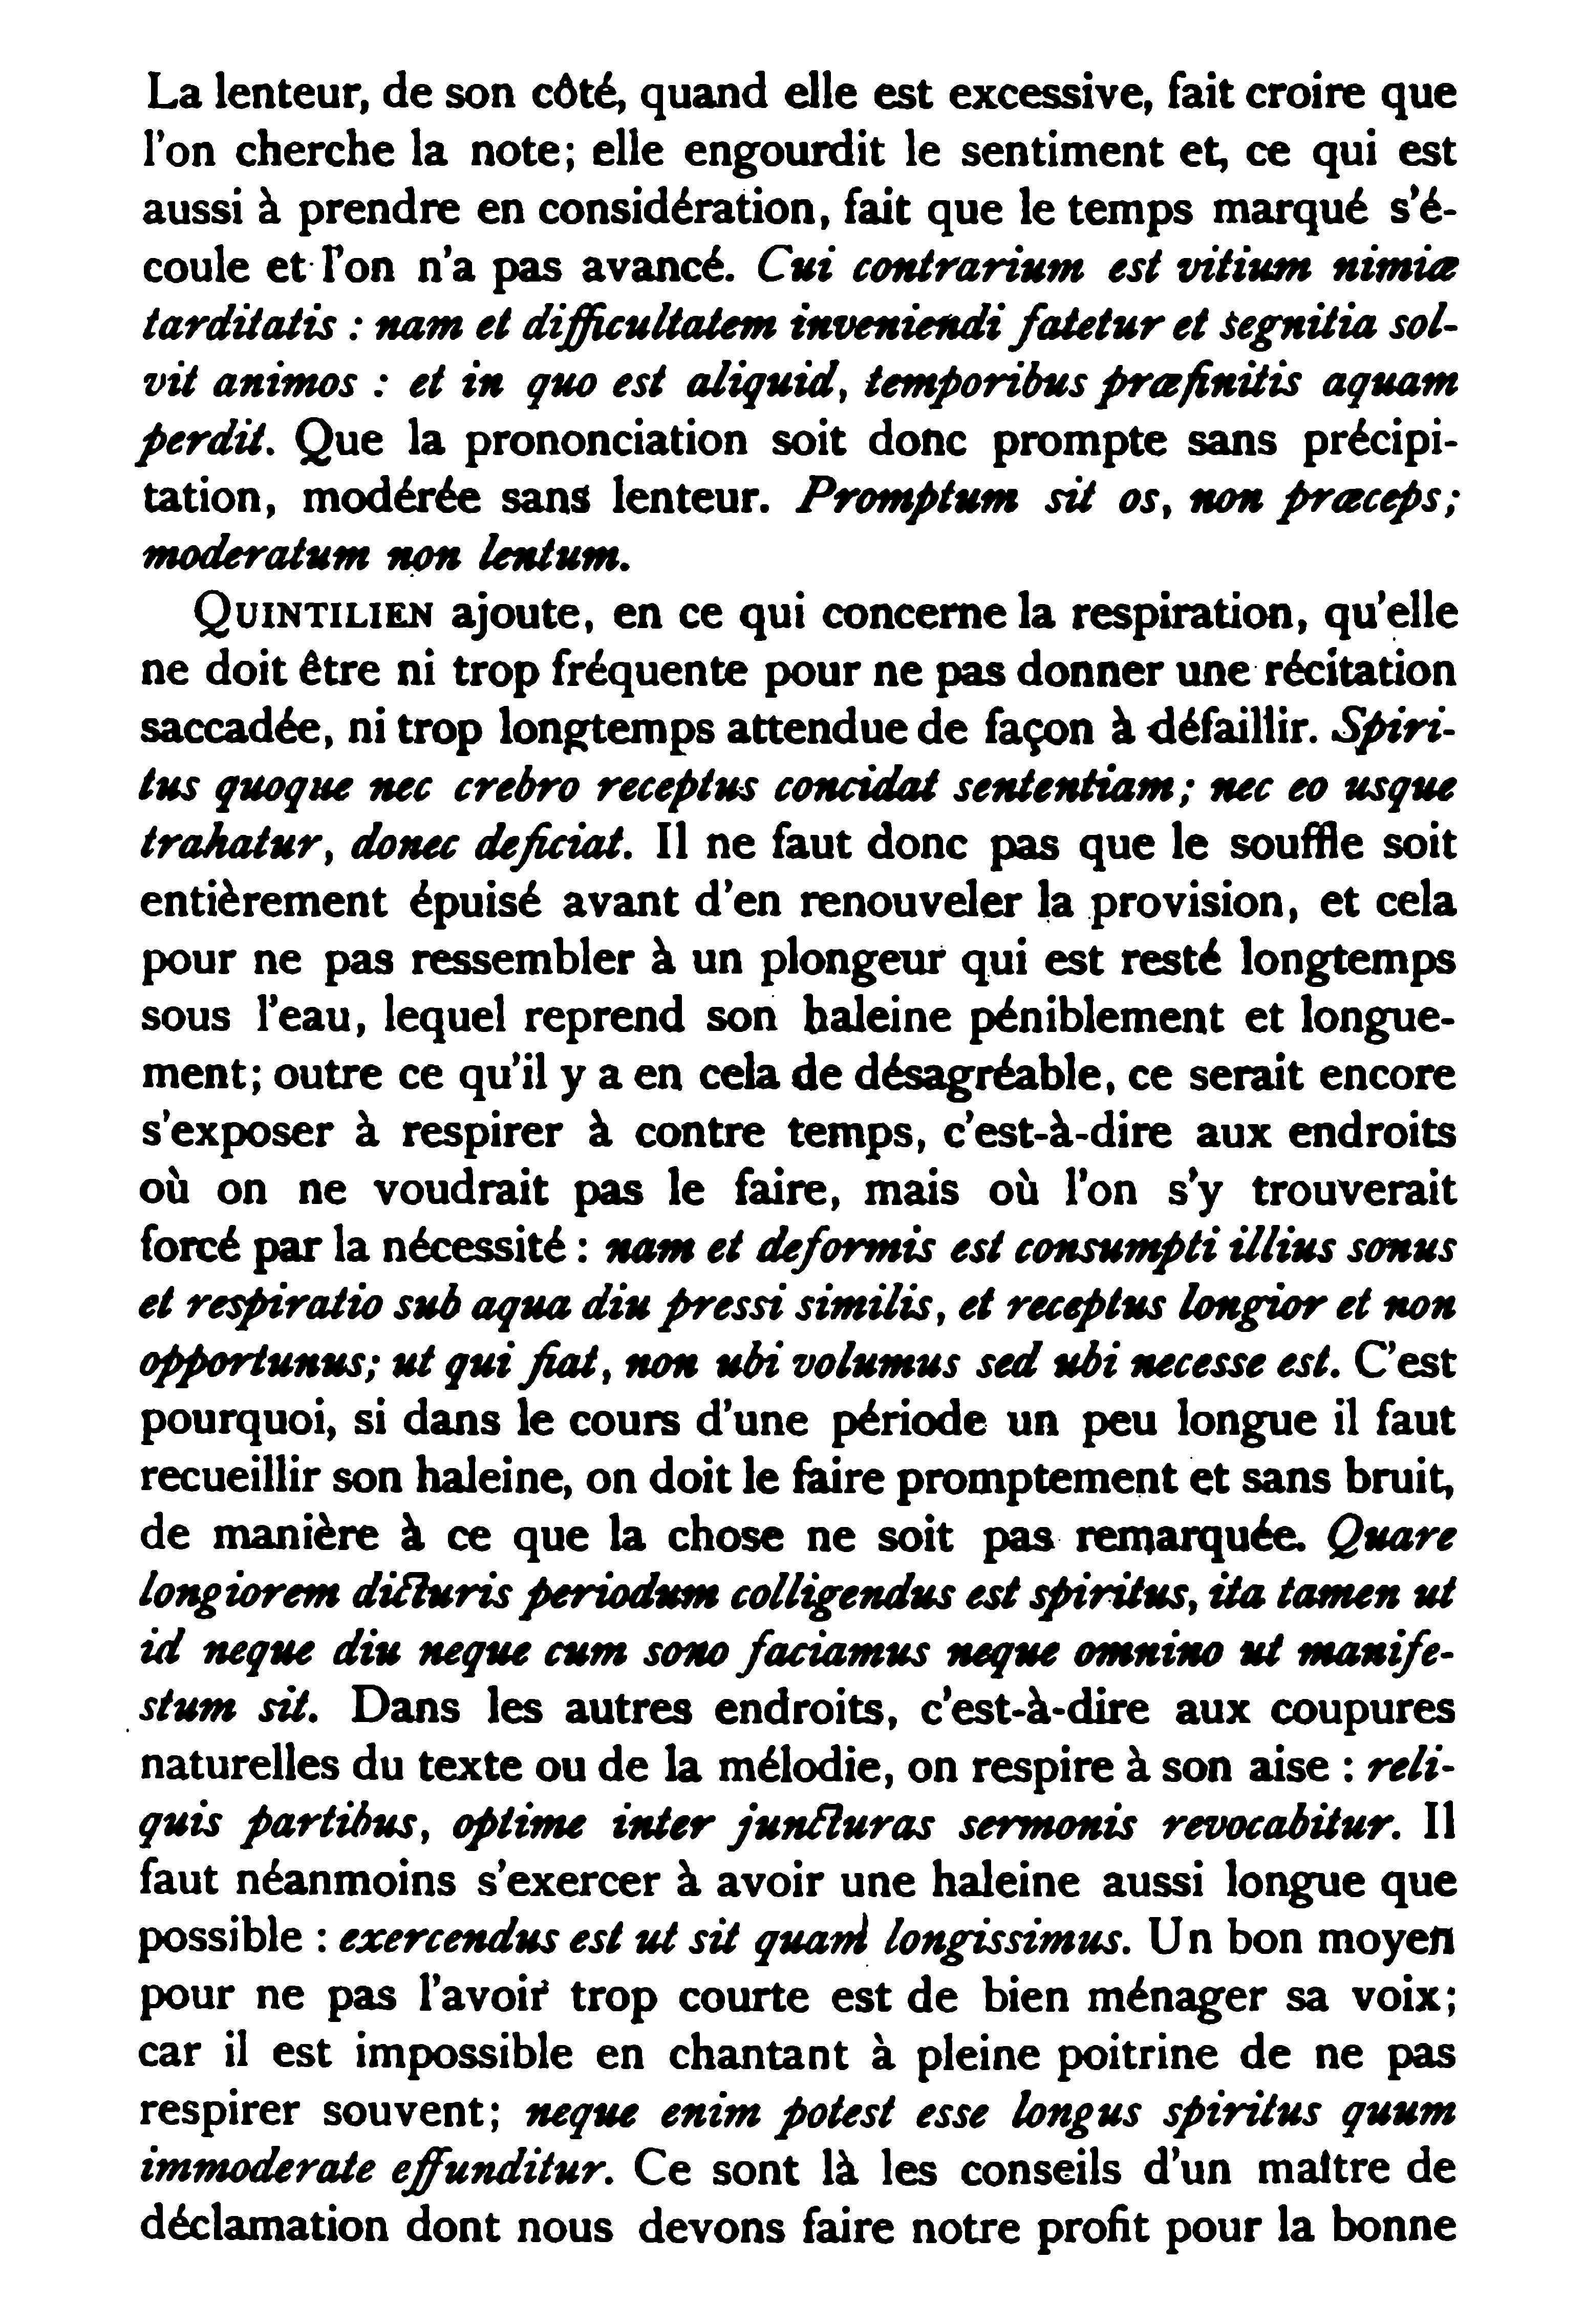 La lenteur, de son côté, quand elle est excessive, fait croire que
l'on cherche la note; elle engourdit le sentiment et, ce qui est
aussi à prendre en considération, fait que le temps marqué s'é-
coule et l'on n'a pas avancé. Cui contrarium est vitium nimiæ
tarditatis : nam et difficultatem inveniendi fatetur et segnitia sol-
vit animos : et in quo est aliquid, temporibus præfinitis aquam
perdit. Que la prononciation soit donc prompte sans précipi-
tation, modérée sans lenteur. Promptum sit os, non præceps;
moderatum non lentum.
QUINTILIEN ajoute, en ce qui concerne la respiration, qu'elle
ne doit être ni trop fréquente pour ne pas donner une récitation
saccadée, ni trop longtemps attendue de façon à défaillir. Spiri-
tus quoque nec crebro receptus concidat sententiam; nec eo usque
trahatur, donec deficiat. Il ne faut donc pas que le souffle soit
entièrement épuisé avant d'en renouveler la provision, et cela
pour ne pas ressembler à un plongeur qui est resté longtemps
sous l'eau, lequel reprend son haleine péniblement et longue-
ment; outre ce qu'il y a en cela de désagréable, ce serait encore
s'exposer à respirer à contre temps, c'est-à-dire aux endroits
où on ne voudrait pas le faire, mais où l'on s'y trouverait
forcé par la nécessité : nam et deformis est consumpti illius sonus
et respiratio sub aqua diu pressi similis, et receptus longior et non
opportunus; ut qui fiat, non ubi volumus sed ubi necesse est. C'est
pourquoi, si dans le cours d'une période un peu longue il faut
recueillir son haleine, on doit le faire promptement et sans bruit,
de manière à ce que la chose ne soit pas remarquée. Quare
longiorem dicturis periodum colligendus est spiritus, ita tamen ut
id neque diu neque cum sono faciamus neque omnino ut manife-
stum sit. Dans les autres endroits, c'est-à-dire aux coupures
naturelles du texte ou de la mélodie, on respire à son aise : reli-
quis partibus, optime inter juncturas sermonis revocabitur. Il
faut néanmoins s'exercer à avoir une haleine aussi longue que
possible : exercendus est ut sit quam longissimus. Un bon moyen
pour ne pas l'avoir trop courte est de bien ménager sa voix;
car il est impossible en chantant à pleine poitrine de ne pas
respirer souvent; neque enim potest esse longus spiritus quum
immoderate effunditur. Ce sont là les conseils d'un maître de
déclamation dont nous devons faire notre profit pour la bonne